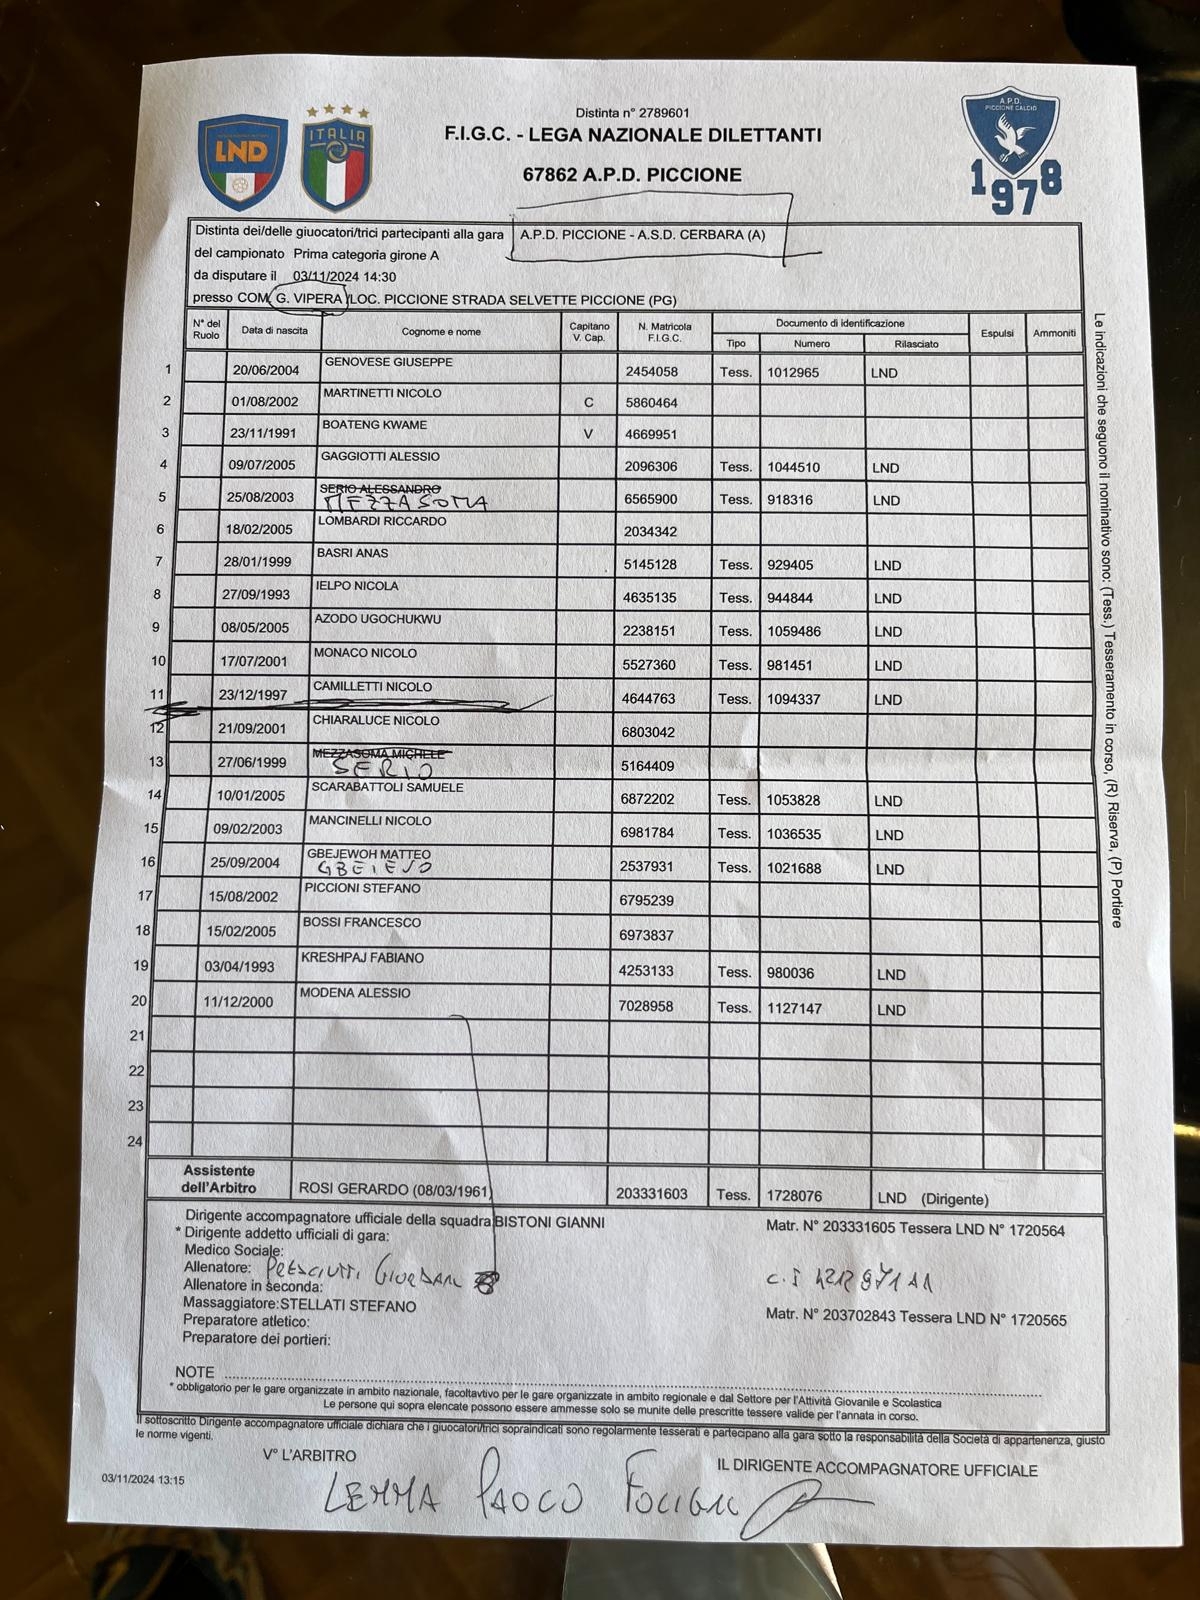 LND
ITALIA
A.P.D.
PICCIONE CALCIO
1978
Distinta n° 2789601
F.I.G.C. - LEGA NAZIONALE DILETTANTI
67862 A.P.D. PICCIONE
Distinta dei/delle giuocatori/trici partecipanti alla gara A.P.D. PICCIONE - A.S.D. CERBARA (A)
del campionato Prima categoria girone A
da disputare il 03/11/2024 14:30
presso COM. G. VIPERA LOC. PICCIONE STRADA SELVETTE PICCIONE (PG)
N° del Ruolo Data di nascita Cognome e nome Capitano V. Cap. N. Matricola F.I.G.C. Documento di identificazione Espulsi Ammoniti
Tipo Numero Rilasciato
1 20/06/2004 GENOVESE GIUSEPPE 2454058 Tess. 1012965 LND
2 01/08/2002 MARTINETTI NICOLO C 5860464
3 23/11/1991 BOATENG KWAME V 4669951
4 09/07/2005 GAGGIOTTI ALESSIO 2096306 Tess. 1044510 LND
5 25/08/2003 SERIO ALESSANDRO 6565900 Tess. 918316 LND
MEZZASOMA
6 18/02/2005 LOMBARDI RICCARDO 2034342
7 28/01/1999 BASRI ANAS 5145128 Tess. 929405 LND
8 27/09/1993 IELPO NICOLA 4635135 Tess. 944844 LND
9 08/05/2005 AZODO UGOCHUKWU 2238151 Tess. 1059486 LND
10 17/07/2001 MONACO NICOLO 5527360 Tess. 981451 LND
11 23/12/1997 CAMILLETTI NICOLO 4644763 Tess. 1094337 LND
12 21/09/2001 CHIARALUCE NICOLO 6803042
13 27/06/1999 MEZZASOMA MICHELE 5164409
SERIO
14 10/01/2005 SCARABATTOLI SAMUELE 6872202 Tess. 1053828 LND
15 09/02/2003 MANCINELLI NICOLO 6981784 Tess. 1036535 LND
16 25/09/2004 GBEJEWOH MATTEO 2537931 Tess. 1021688 LND
GBEIEVO
17 15/08/2002 PICCIONI STEFANO 6795239
18 15/02/2005 BOSSI FRANCESCO 6973837
19 03/04/1993 KRESHPAJ FABIANO 4253133 Tess. 980036 LND
20 11/12/2000 MODENA ALESSIO 7028958 Tess. 1127147 LND
21
22
23
24
Assistente dell'Arbitro ROSI GERARDO (08/03/1961) 203331603 Tess. 1728076 LND (Dirigente)
Dirigente accompagnatore ufficiale della squadra BISTONI GIANNI Matr. N° 203331605 Tessera LND N° 1720564
* Dirigente addetto ufficiali di gara:
Medico Sociale:
Allenatore: PRESCIUTTI GIORDANO C.I
Allenatore in seconda:
Massaggiatore: STELLATI STEFANO Matr. N° 203702843 Tessera LND N° 1720565
Preparatore atletico:
Preparatore dei portieri:
NOTE
* obbligatorio per le gare organizzate in ambito nazionale, facoltavtivo per le gare organizzate in ambito regionale e dal Settore per l'Attività Giovanile e Scolastica
Le persone qui sopra elencate possono essere ammesse solo se munite delle prescritte tessere valide per l'annata in corso.
Il sottoscritto Dirigente accompagnatore ufficiale dichiara che i giuocatori/trici sopraindicati sono regolarmente tesserati e partecipano alla gara sotto la responsabilità della Società di appartenenza, giusto
le norme vigenti.
V° L'ARBITRO IL DIRIGENTE ACCOMPAGNATORE UFFICIALE
03/11/2024 13:15
LEMMA PAOLO
Le indicazioni che seguono il nominativo sono: (Tess.) Tesseramento in corso, (R) Riserva, (P) Portiere